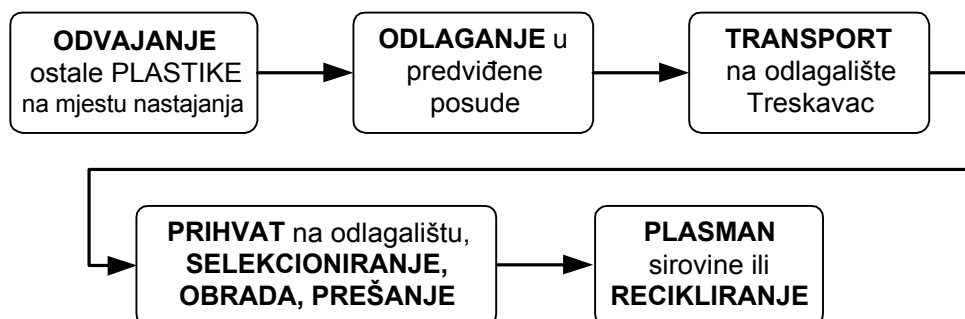 ODVAJANJE
ostale PLASTIKE
na mjestu nastajanja
ODLAGANJE u
predviđene
posude
TRANSPORT
na odlagalište
Treskavac
PRIHVAT na odlagalištu,
SELEKCIONIRANJE,
OBRADA, PREŠANJE
PLASMAN
sirovine ili
RECIKLIRANJE